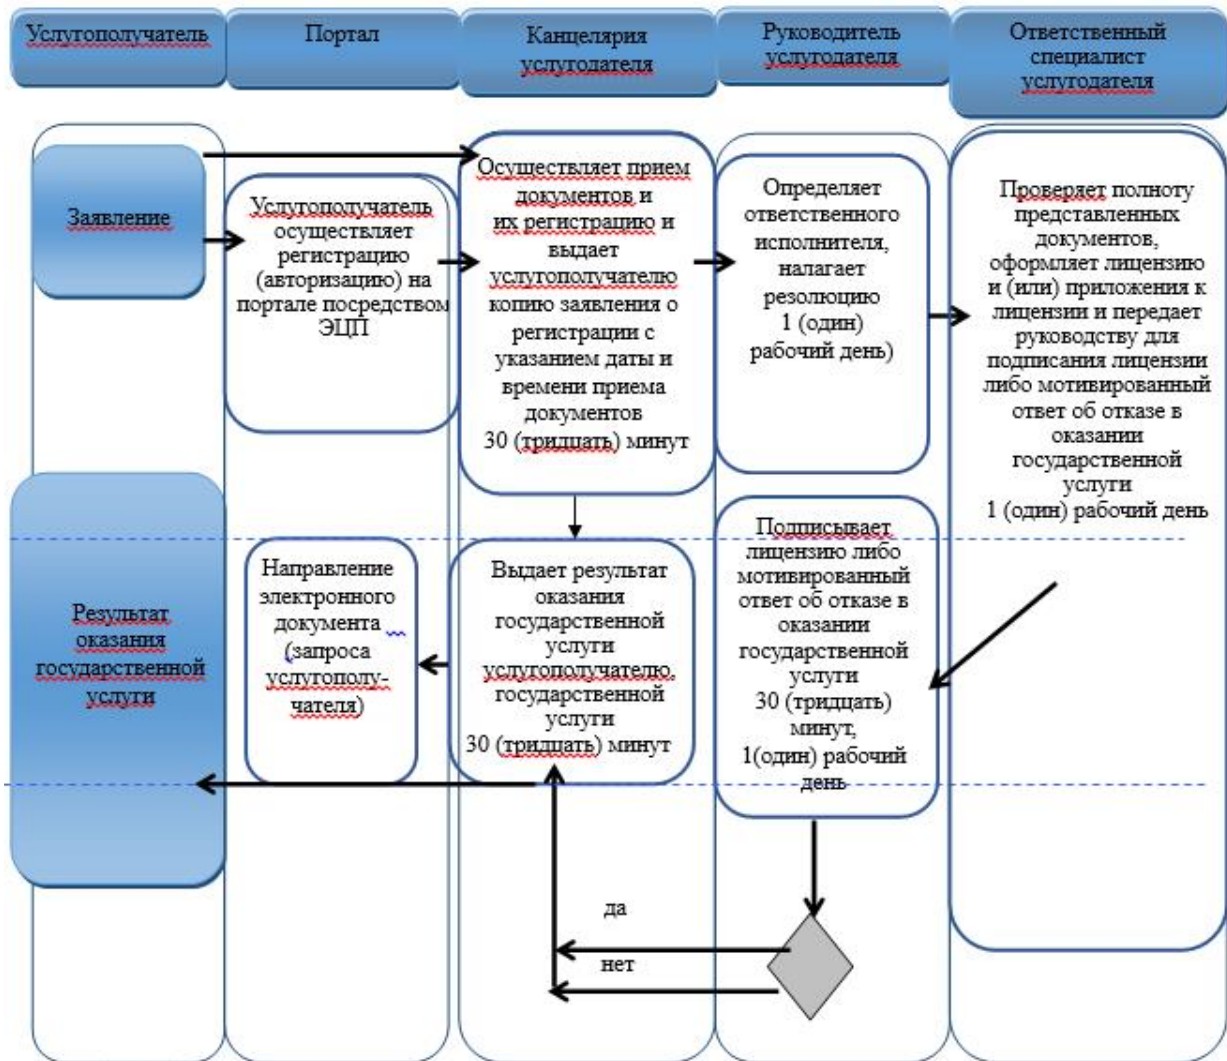 Услугополучатель
Портал
Канцелярия
услугодателя
Руководитель
услугодателя
Ответственный
специалист
услугодателя
Заявление
Услугополучатель
осуществляет
регистрацию
(авторизацию) на
портале посредством
ЭЦП
Осуществляет прием
документов и
их регистрацию и
выдает
услугополучателю
копию заявления о
регистрации с
указанием даты и
времени приема
документов
30 (тридцать) минут
Определяет
ответственного
исполнителя,
налагает
резолюцию
1 (один)
рабочий день)
Проверяет полноту
представленных
документов,
оформляет лицензию
и (или) приложения к
лицензии и передает
руководству для
подписания лицензии
либо мотивированный
ответ об отказе в
оказании
государственной
услуги
1 (один) рабочий день
Результат
оказания
государственной
услуги
Направление
электронного
документа
(запроса
услугополу-
чателя)
Выдает результат
оказания
государственной
услуги
услугополучателю,
государственной
услуги
30 (тридцать) минут
Подписывает
лицензию либо
мотивированный
ответ об отказе в
оказании
государственной
услуги
30 (тридцать)
минут,
1(один) рабочий
день
да
нет